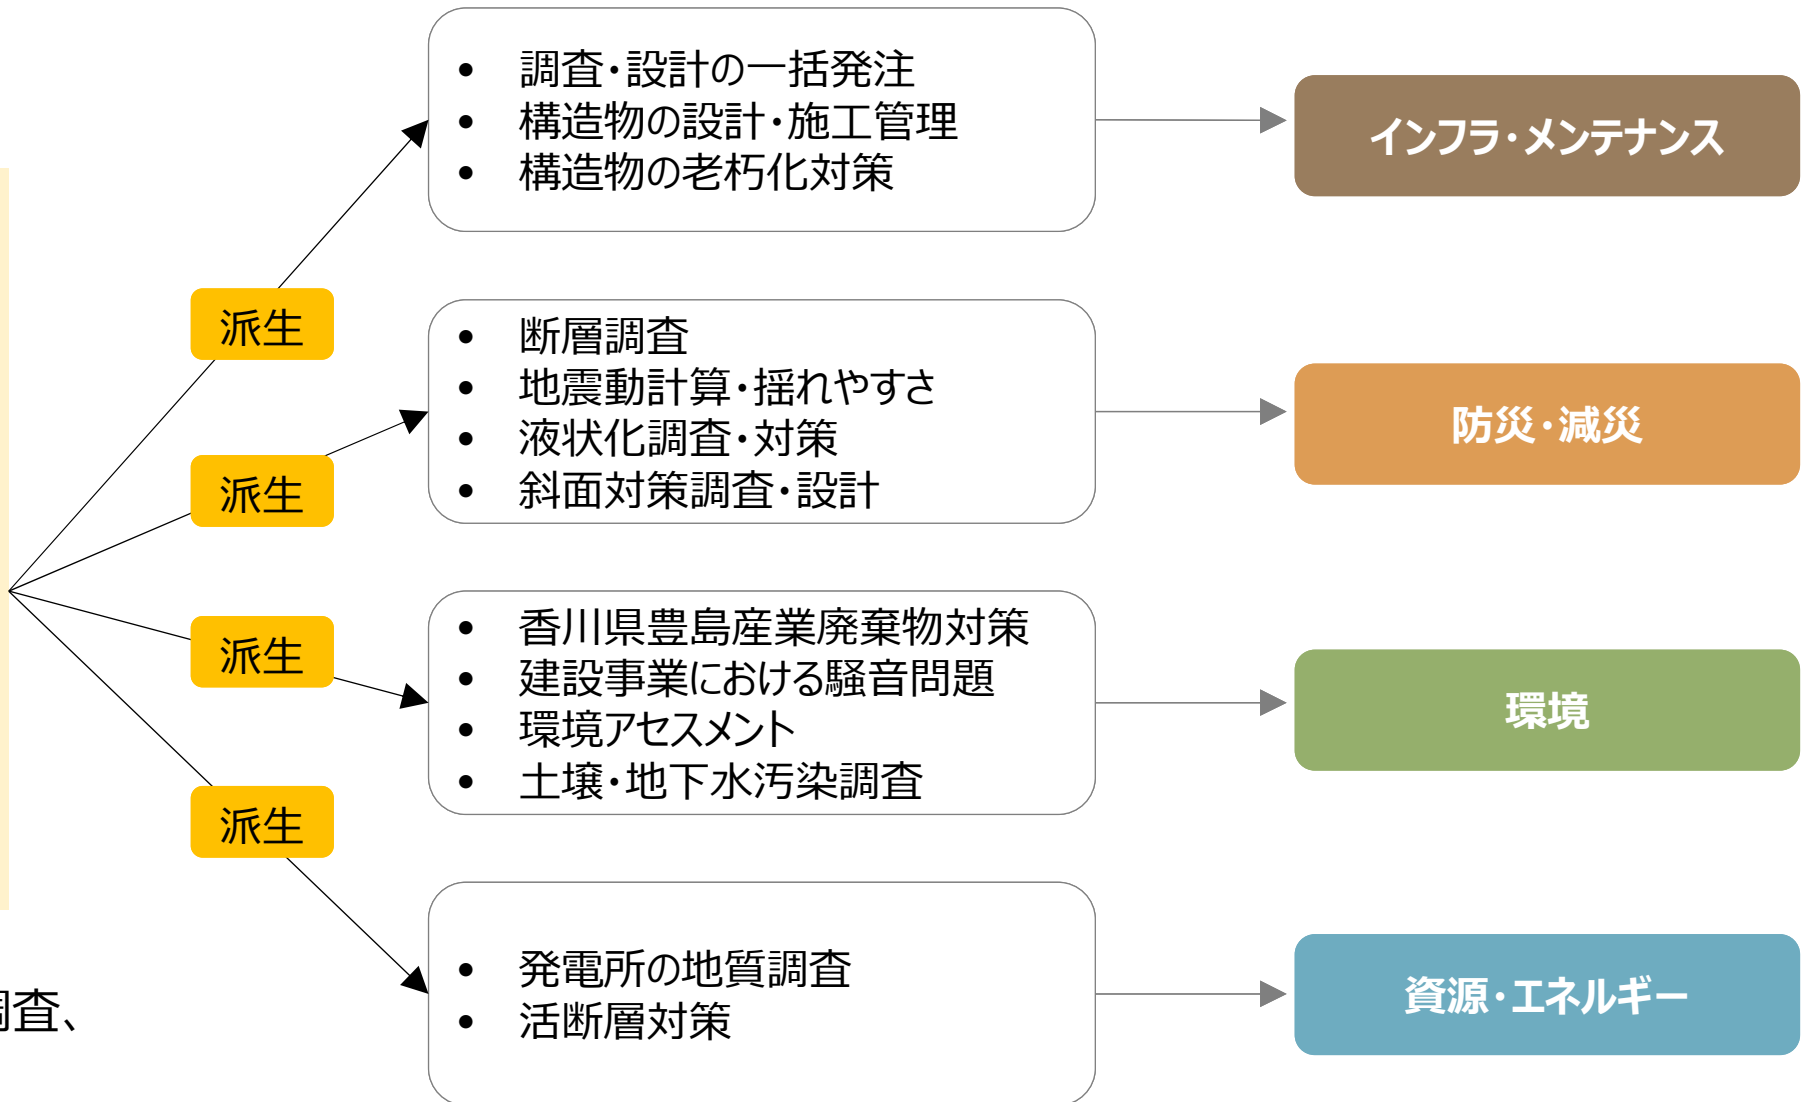 • 調査・設計の一括発注
• 構造物の設計・施工管理
• 構造物の老朽化対策
インフラ・メンテナンス
派生
• 断層調査
• 地震動計算・揺れやすさ
• 液状化調査・対策
• 斜面対策調査・設計
防災・減災
派生
• 香川県豊島産業廃棄物対策
• 建設事業における騒音問題
• 環境アセスメント
• 土壌・地下水汚染調査
環境
派生
• 発電所の地質調査
• 活断層対策
資源・エネルギー
派生
調査、